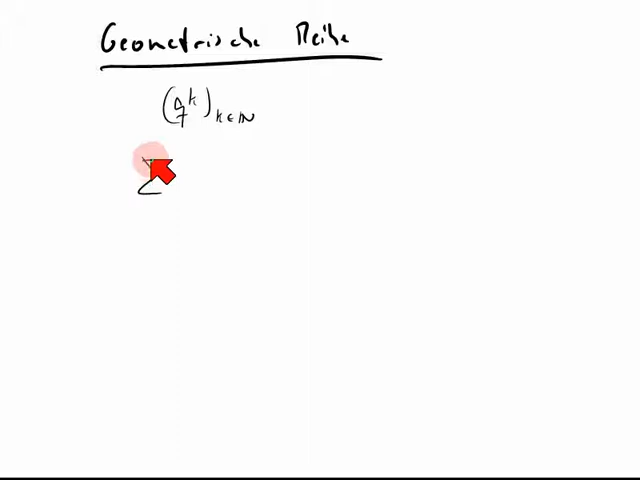 Geometrische Reihe
(q^k)_{k∈ℕ}
Σ